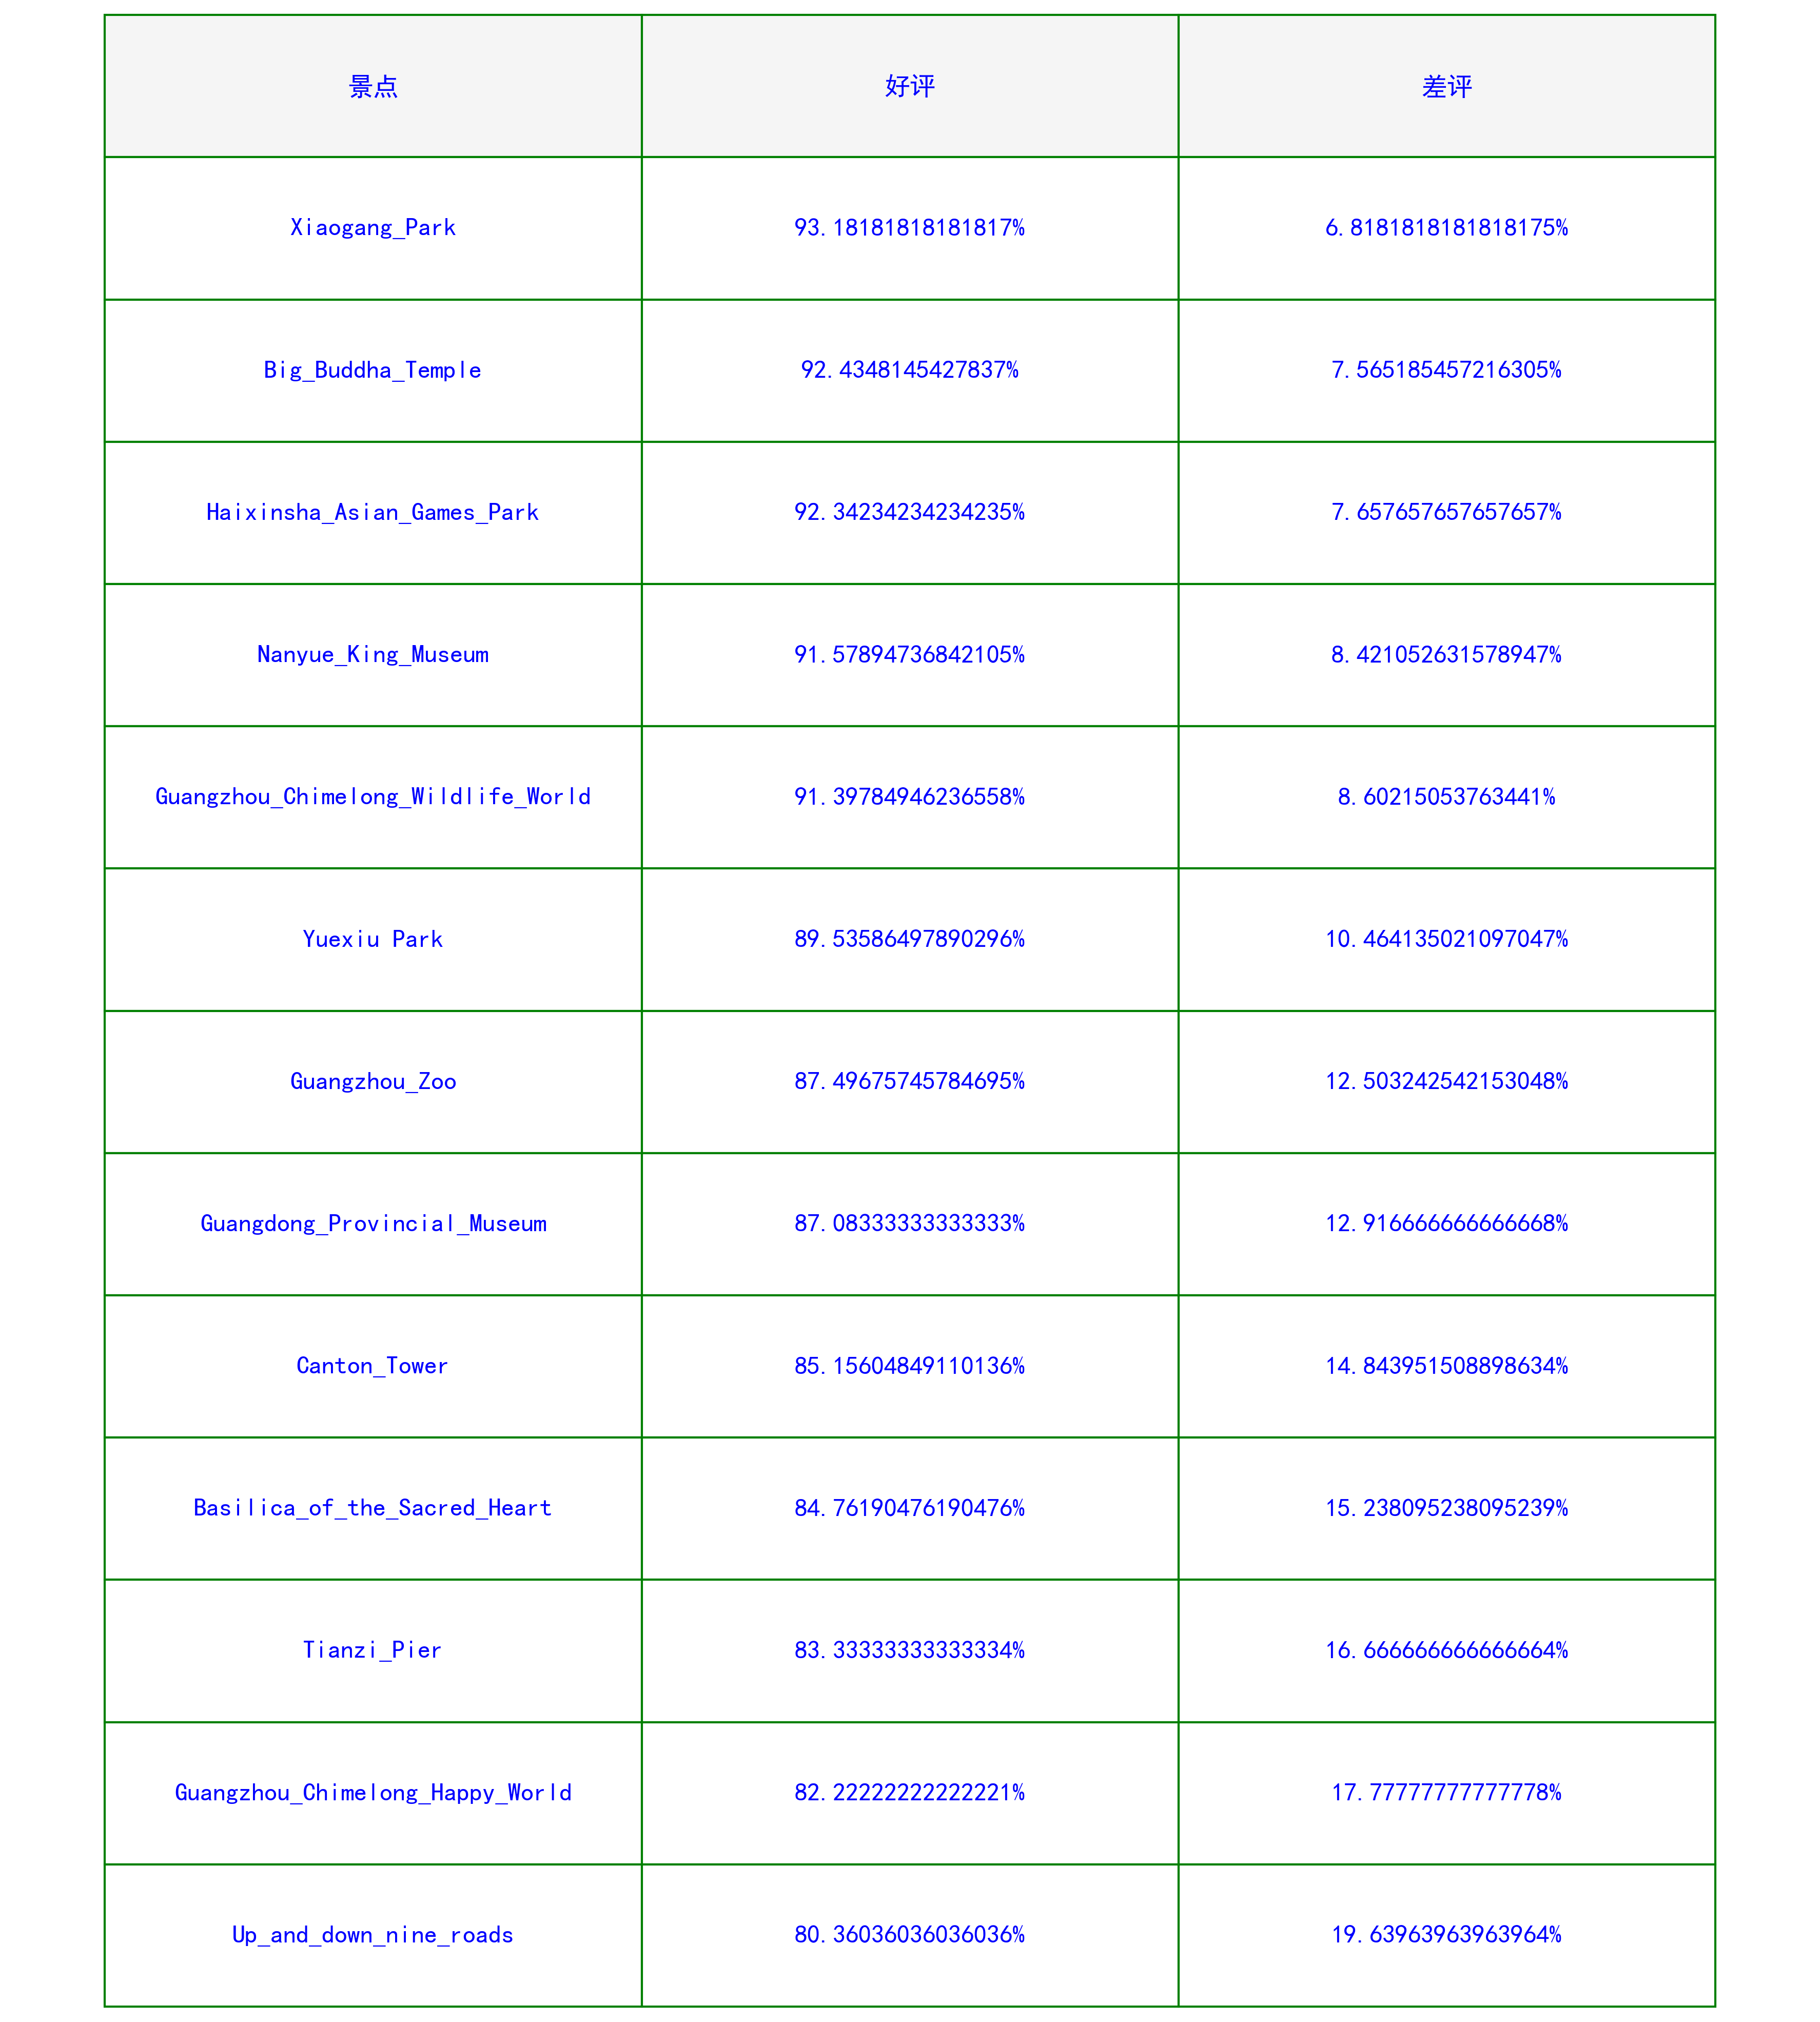 景点 好评 差评
Xiaogang_Park 93.18181818181817% 6.8181818181818175%
Big_Buddha_Temple 92.4348145427837% 7.565185457216305%
Haixinsha_Asian_Games_Park 92.34234234234235% 7.657657657657657%
Nanyue_King_Museum 91.57894736842105% 8.421052631578947%
Guangzhou_Chimelong_Wildlife_World 91.39784946236558% 8.60215053763441%
Yuexiu Park 89.53586497890296% 10.464135021097047%
Guangzhou_Zoo 87.49675745784695% 12.503242542153048%
Guangdong_Provincial_Museum 87.08333333333333% 12.916666666666668%
Canton_Tower 85.15604849110136% 14.843951508898634%
Basilica_of_the_Sacred_Heart 84.76190476190476% 15.238095238095239%
Tianzi_Pier 83.33333333333334% 16.666666666666664%
Guangzhou_Chimelong_Happy_World 82.22222222222221% 17.77777777777778%
Up_and_down_nine_roads 80.36036036036036% 19.63963963963964%